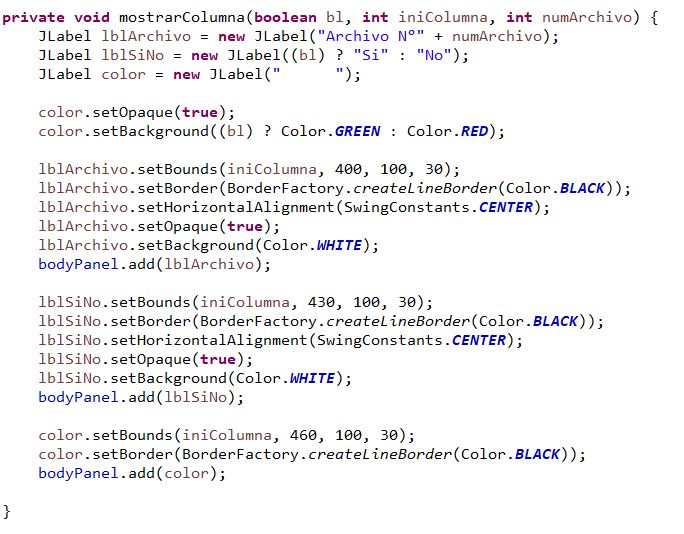 private void mostrarColumna(boolean bl, int iniColumna, int numArchivo) {
    JLabel lblArchivo = new JLabel("Archivo N°" + numArchivo);
    JLabel lblSiNo = new JLabel((bl) ? "Si" : "No");
    JLabel color = new JLabel("      ");

    color.setOpaque(true);
    color.setBackground((bl) ? Color.GREEN : Color.RED);

    lblArchivo.setBounds(iniColumna, 400, 100, 30);
    lblArchivo.setBorder(BorderFactory.createLineBorder(Color.BLACK));
    lblArchivo.setHorizontalAlignment(SwingConstants.CENTER);
    lblArchivo.setOpaque(true);
    lblArchivo.setBackground(Color.WHITE);
    bodyPanel.add(lblArchivo);

    lblSiNo.setBounds(iniColumna, 430, 100, 30);
    lblSiNo.setBorder(BorderFactory.createLineBorder(Color.BLACK));
    lblSiNo.setHorizontalAlignment(SwingConstants.CENTER);
    lblSiNo.setOpaque(true);
    lblSiNo.setBackground(Color.WHITE);
    bodyPanel.add(lblSiNo);

    color.setBounds(iniColumna, 460, 100, 30);
    color.setBorder(BorderFactory.createLineBorder(Color.BLACK));
    bodyPanel.add(color);

}